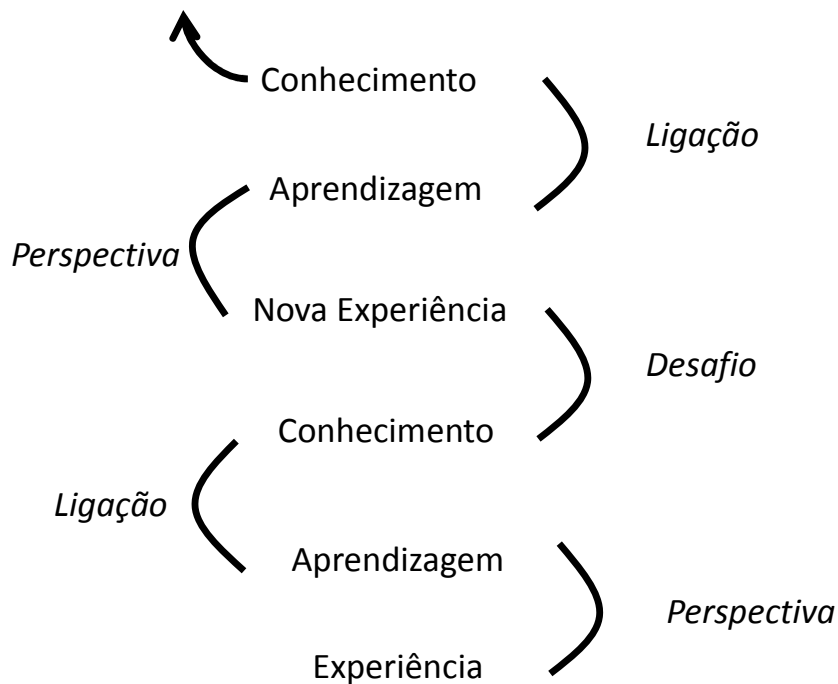 Conhecimento
Ligação
Aprendizagem
Perspectiva
Nova Experiência
Desafio
Conhecimento
Ligação
Aprendizagem
Perspectiva
Experiência